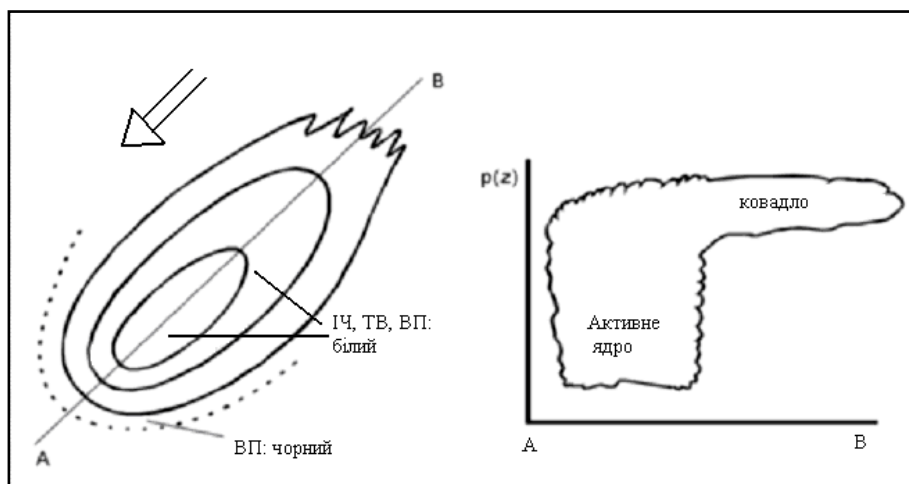 B
p(z)
ковадло
ІЧ, ТВ, ВП:
білий
Активне
ядро
ВП: чорний
A
A
B